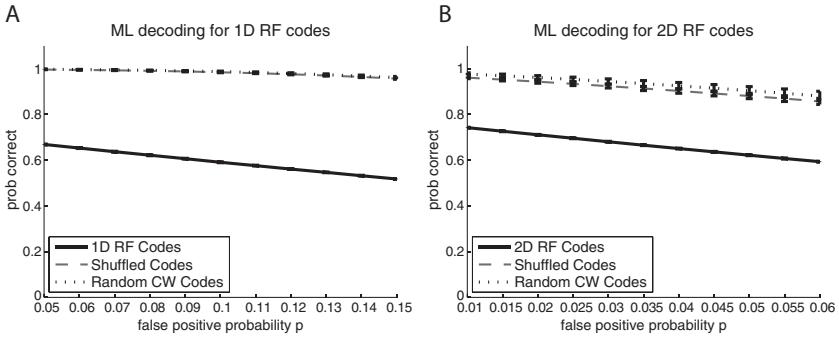 A
ML decoding for 1D RF codes
prob correct
1
0.8
0.6
0.4
0.2
0
1D RF Codes
Shuffled Codes
Random CW Codes
0.05 0.06 0.07 0.08 0.09 0.10 0.11 0.12 0.13 0.14 0.15
false positive probability p
B
ML decoding for 2D RF codes
prob correct
1
0.8
0.6
0.4
0.2
0
2D RF Codes
Shuffled Codes
Random CW Codes
0.01 0.015 0.02 0.025 0.03 0.035 0.04 0.045 0.05 0.055 0.06
false positive probability p